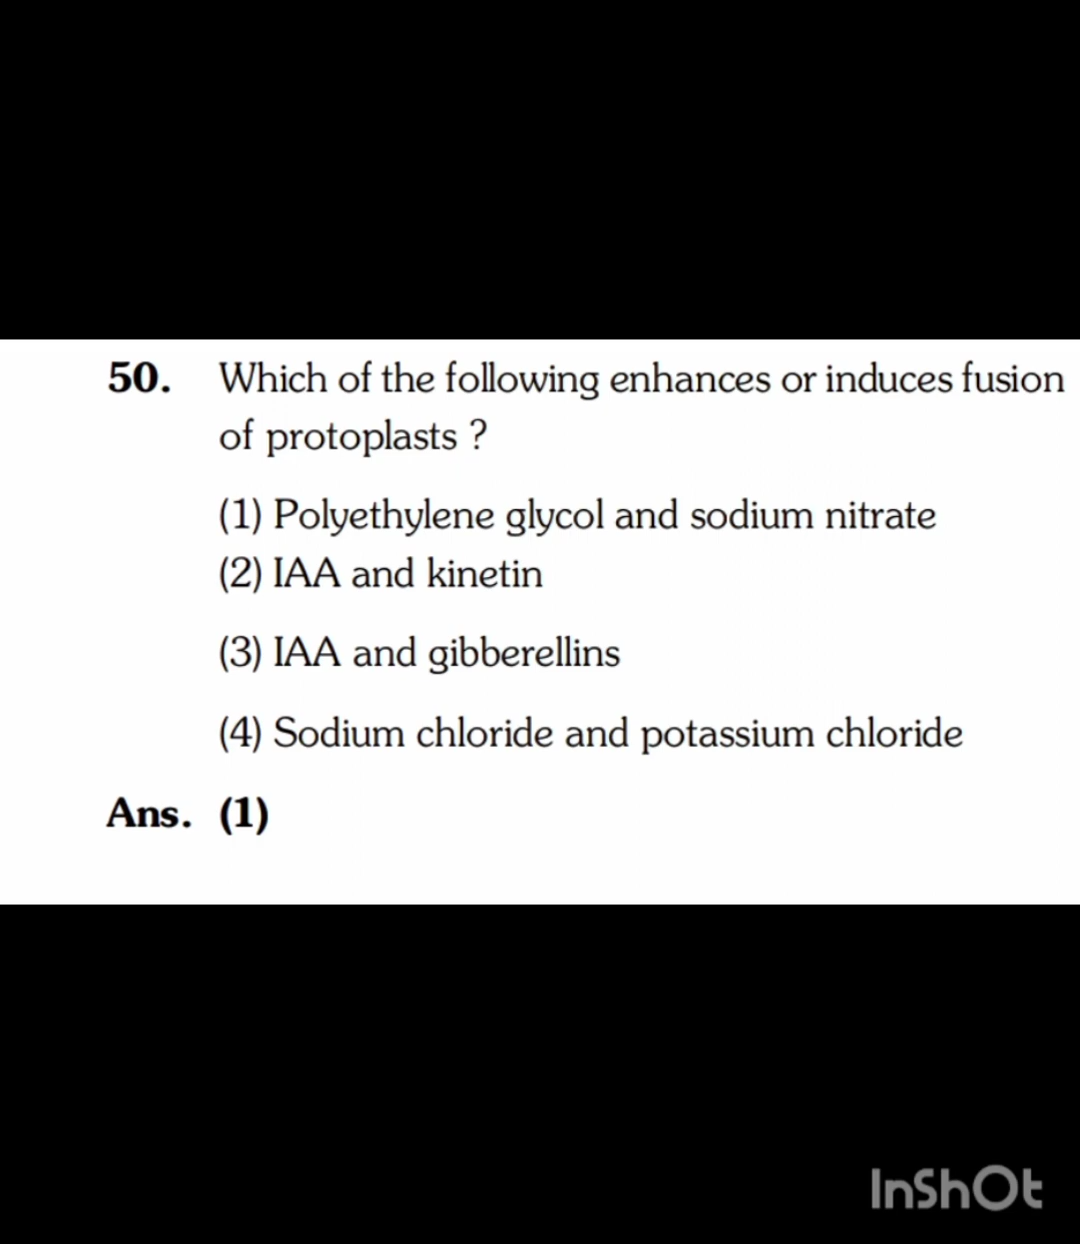 50. Which of the following enhances or induces fusion
of protoplasts ?
(1) Polyethylene glycol and sodium nitrate
(2) IAA and kinetin
(3) IAA and gibberellins
(4) Sodium chloride and potassium chloride
Ans. (1)
InShOt